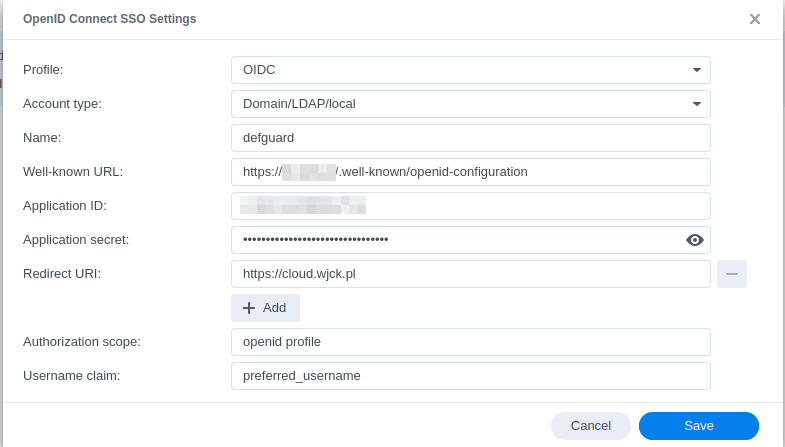 OpenID Connect SSO Settings
Profile: OIDC
Account type: Domain/LDAP/local
Name: defguard
Well-known URL: https:// /.well-known/openid-configuration
Application ID:
Application secret: ••••••••••••••••••••••••••••••••
Redirect URI: https://cloud.wjck.pl
Add
Authorization scope: openid profile
Username claim: preferred_username
Cancel Save